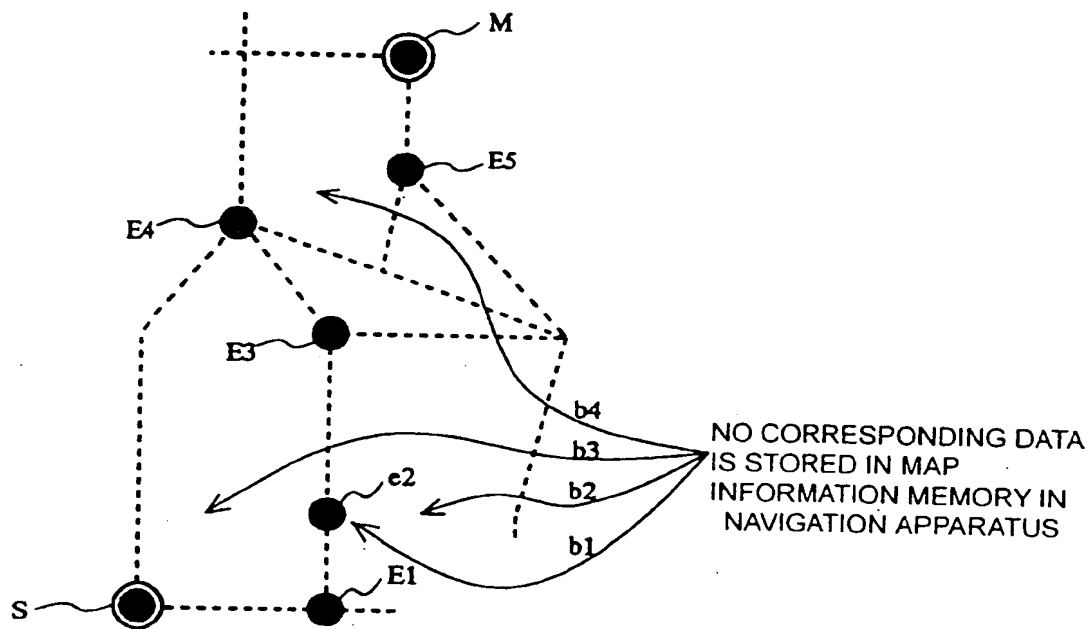 M
E5
E4
E3
b4
b3
b2
b1
NO CORRESPONDING DATA
IS STORED IN MAP
INFORMATION MEMORY IN
NAVIGATION APPARATUS
e2
E1
S